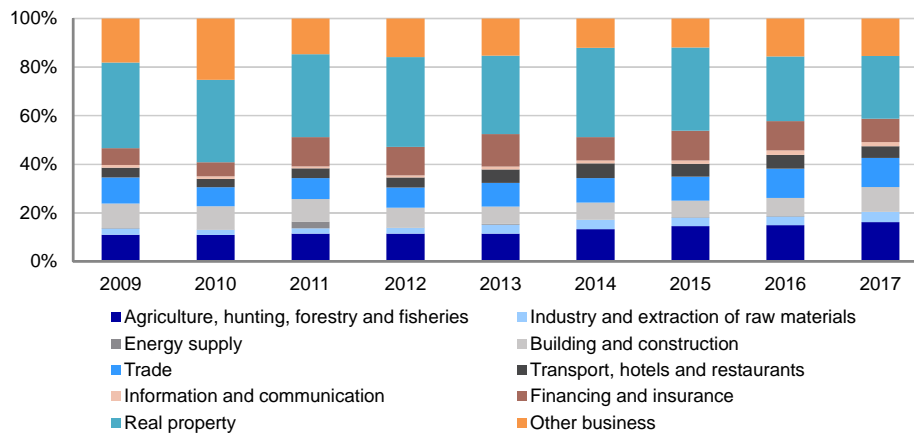 100%
80%
60%
40%
20%
0%
2009 2010 2011 2012 2013 2014 2015 2016 2017
Agriculture, hunting, forestry and fisheries Industry and extraction of raw materials
Energy supply Building and construction
Trade Transport, hotels and restaurants
Information and communication Financing and insurance
Real property Other business